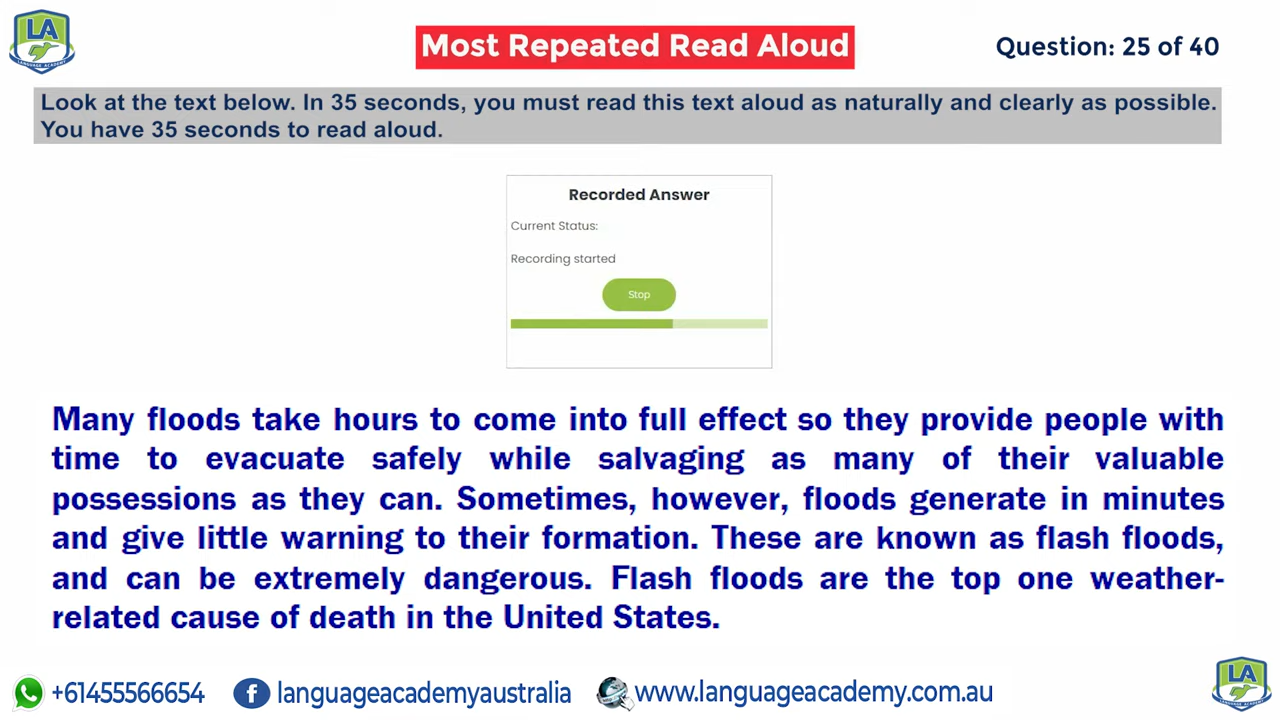 LA
LANGUAGE ACADEMY
Most Repeated Read Aloud
Question: 25 of 40
Look at the text below. In 35 seconds, you must read this text aloud as naturally and clearly as possible.
You have 35 seconds to read aloud.
Recorded Answer
Current Status:
Recording started
Stop
Many floods take hours to come into full effect so they provide people with
time to evacuate safely while salvaging as many of their valuable
possessions as they can. Sometimes, however, floods generate in minutes
and give little warning to their formation. These are known as flash floods,
and can be extremely dangerous. Flash floods are the top one weather-
related cause of death in the United States.
+61455566654
languageacademyaustralia
www.languageacademy.com.au
LA
LANGUAGE ACADEMY